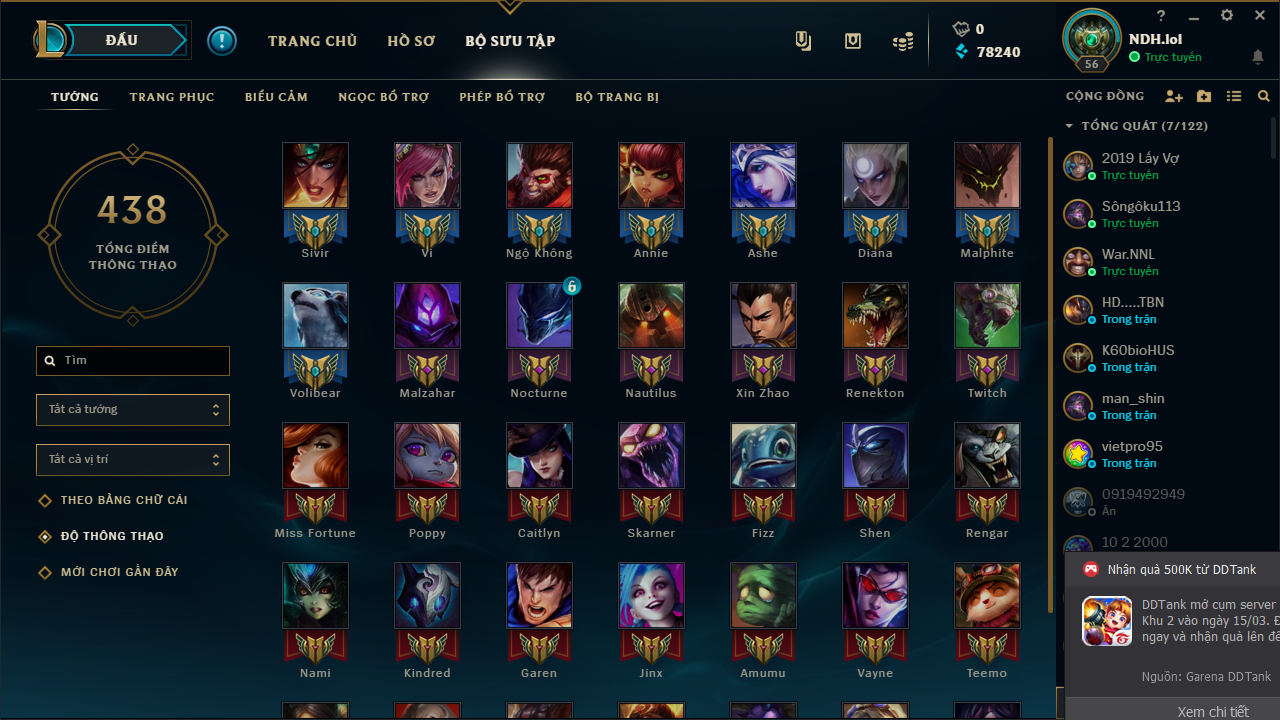 ĐẤU
TRANG CHỦ
HỒ SƠ
BỘ SƯU TẬP
0
78240
56
NDH.lol
Trực tuyến
TƯỚNG
TRANG PHỤC
BIỂU CẢM
NGỌC BỔ TRỢ
PHÉP BỔ TRỢ
BỘ TRANG BỊ
438
TỔNG ĐIỂM
THÔNG THẠO
Tìm
Tất cả tướng
Tất cả vị trí
THEO BẢNG CHỮ CÁI
ĐỘ THÔNG THẠO
MỚI CHƠI GẦN ĐÂY
Sivir
Vi
Ngộ Không
Annie
Ashe
Diana
Malphite
6
Volibear
Malzahar
Nocturne
Nautilus
Xin Zhao
Renekton
Twitch
Miss Fortune
Poppy
Caitlyn
Skarner
Fizz
Shen
Rengar
Nami
Kindred
Garen
Jinx
Amumu
Vayne
Teemo
CỘNG ĐỒNG
TỔNG QUÁT (7/122)
2019 Lấy Vợ
Trực tuyến
Sôngôku113
Trực tuyến
War.NNL
Trực tuyến
HD.....TBN
Trong trận
K60bioHUS
Trong trận
man_shin
Trong trận
vietpro95
Trong trận
0919492949
Ẩn
10 2 2000
Nhận quà 500K từ DDTank
DDTank mở cụm server
Khu 2 vào ngày 15/03. Đ
ngay và nhận quà lên đế
Nguồn: Garena DDTank
Xem chi tiết